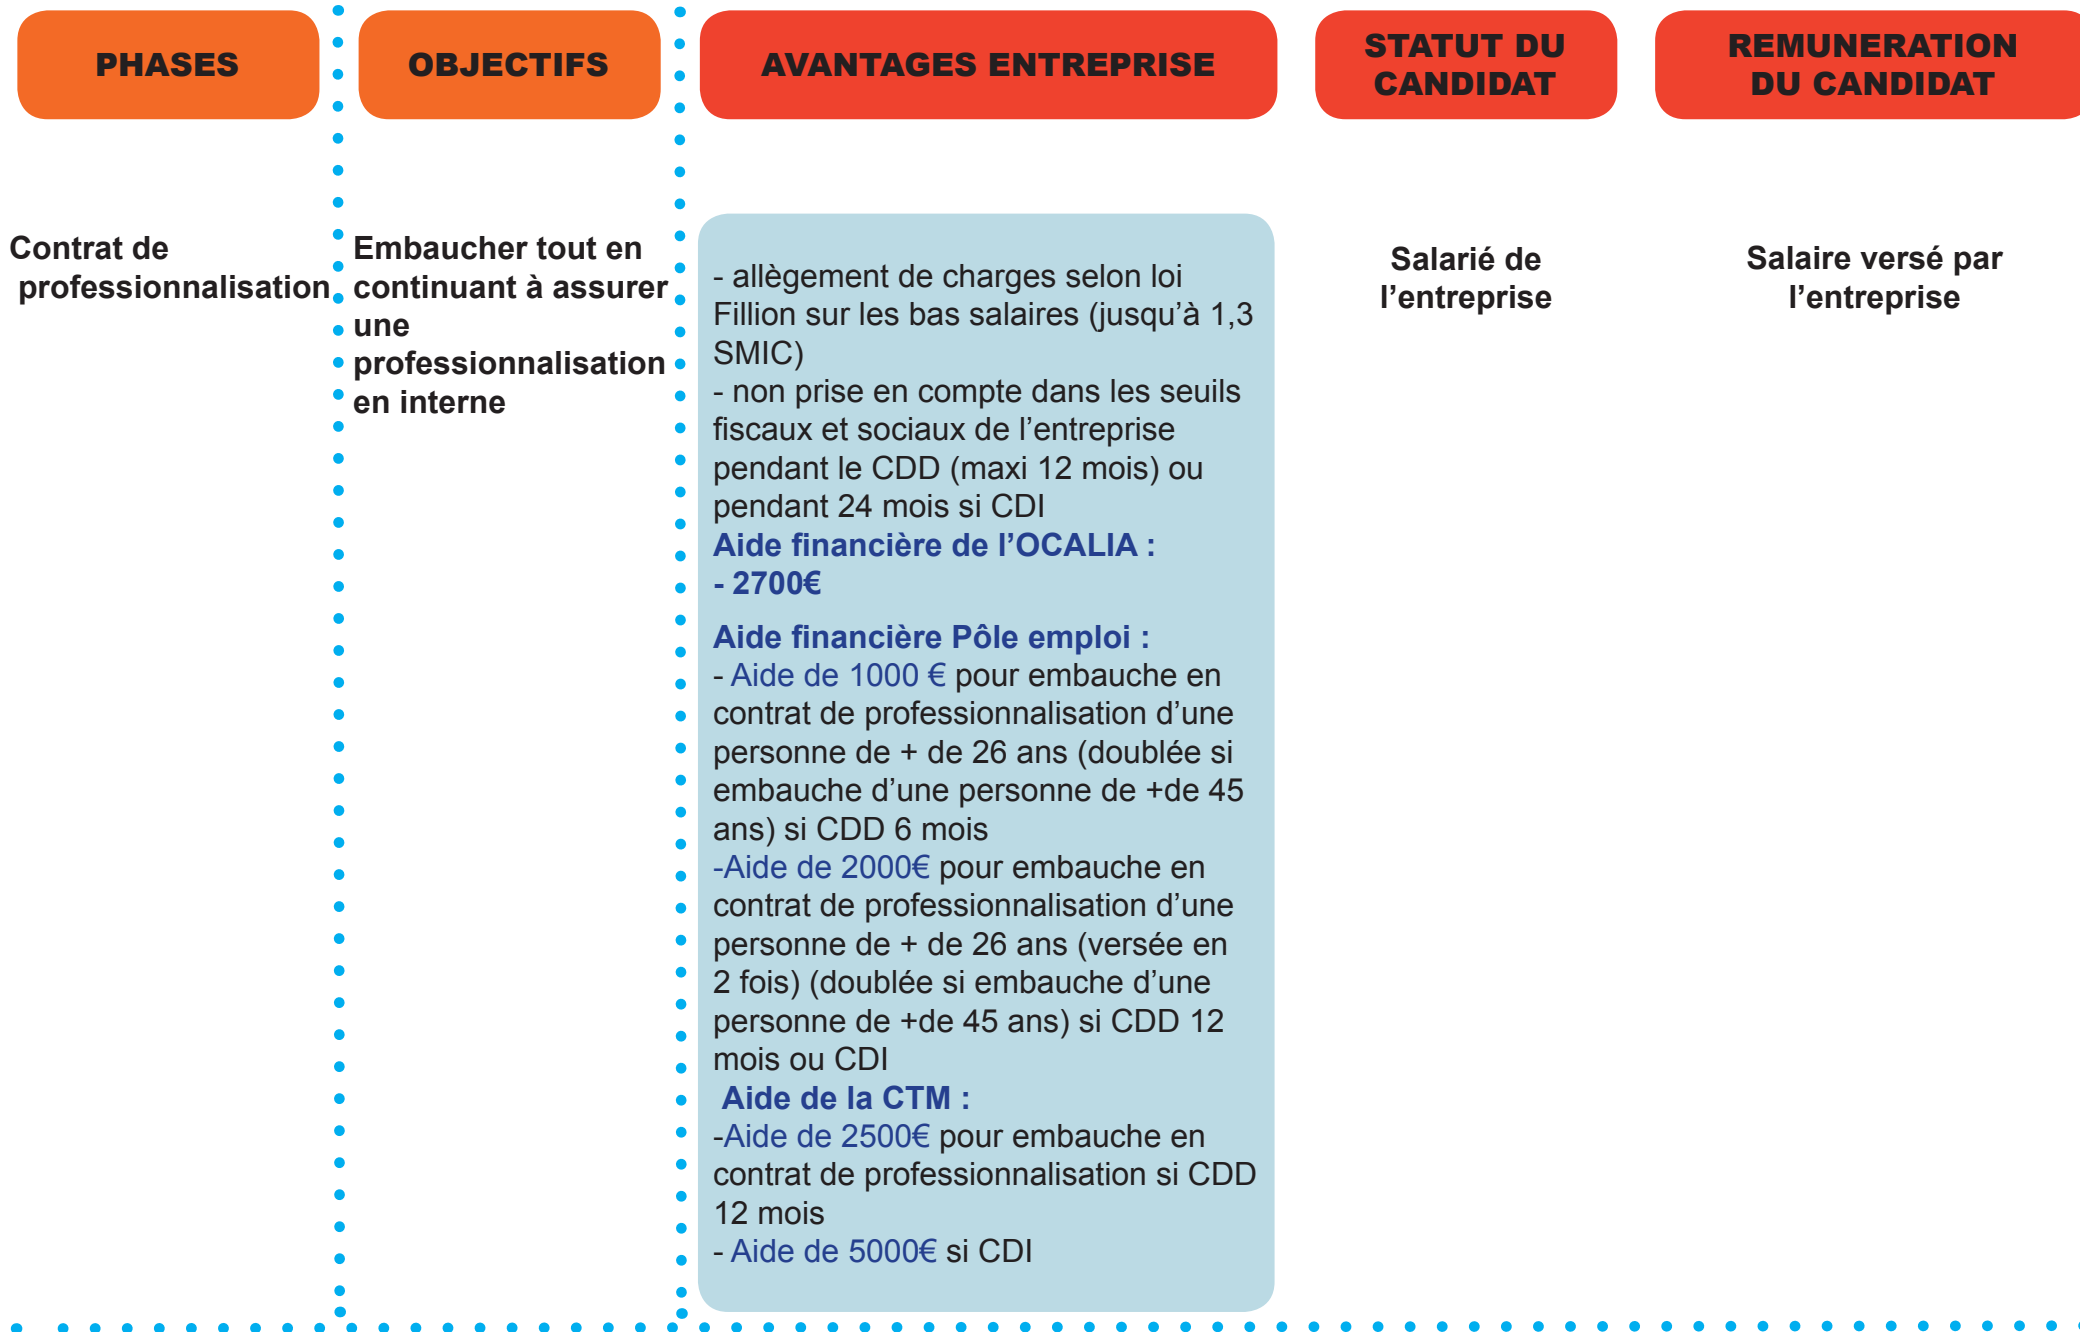 PHASES
OBJECTIFS
AVANTAGES ENTREPRISE
STATUT DU
CANDIDAT
REMUNERATION
DU CANDIDAT
Contrat de
professionnalisation
Embaucher tout en
continuant à assurer
une
professionnalisation
en interne
- allègement de charges selon loi
Fillion sur les bas salaires (jusqu’à 1,3
SMIC)
- non prise en compte dans les seuils
fiscaux et sociaux de l’entreprise
pendant le CDD (maxi 12 mois) ou
pendant 24 mois si CDI
Aide financière de l’OCALIA :
- 2700€
Aide financière Pôle emploi :
- Aide de 1000 € pour embauche en
contrat de professionnalisation d’une
personne de + de 26 ans (doublée si
embauche d’une personne de +de 45
ans) si CDD 6 mois
-Aide de 2000€ pour embauche en
contrat de professionnalisation d’une
personne de + de 26 ans (versée en
2 fois) (doublée si embauche d’une
personne de +de 45 ans) si CDD 12
mois ou CDI
Aide de la CTM :
-Aide de 2500€ pour embauche en
contrat de professionnalisation si CDD
12 mois
- Aide de 5000€ si CDI
Salarié de
l’entreprise
Salaire versé par
l’entreprise